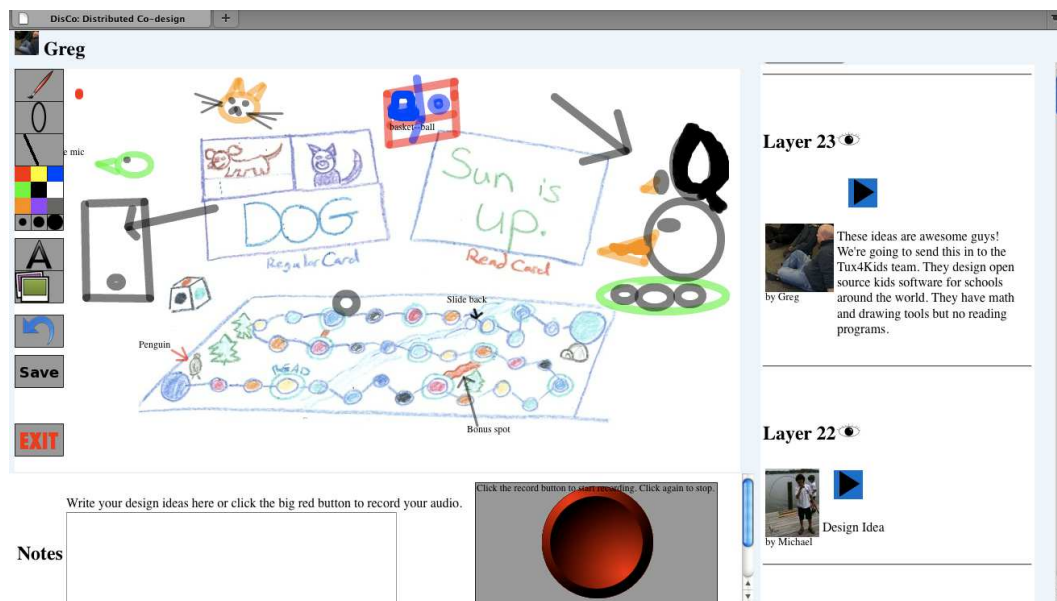 DisCo: Distributed Co-design
+
Greg
e mic
basket--ball
DOG
Regular Card
Sun is
up.
Read Card
Q
A
Slide back
Penguin
READ
Bonus spot
Save
EXIT
Write your design ideas here or click the big red button to record your audio.
Notes
Click the record button to start recording. Click again to stop.
Layer 23
These ideas are awesome guys!
We're going to send this in to the
Tux4Kids team. They design open
source kids software for schools
around the world. They have math
and drawing tools but no reading
programs.
by Greg
Layer 22
Design Idea
by Michael